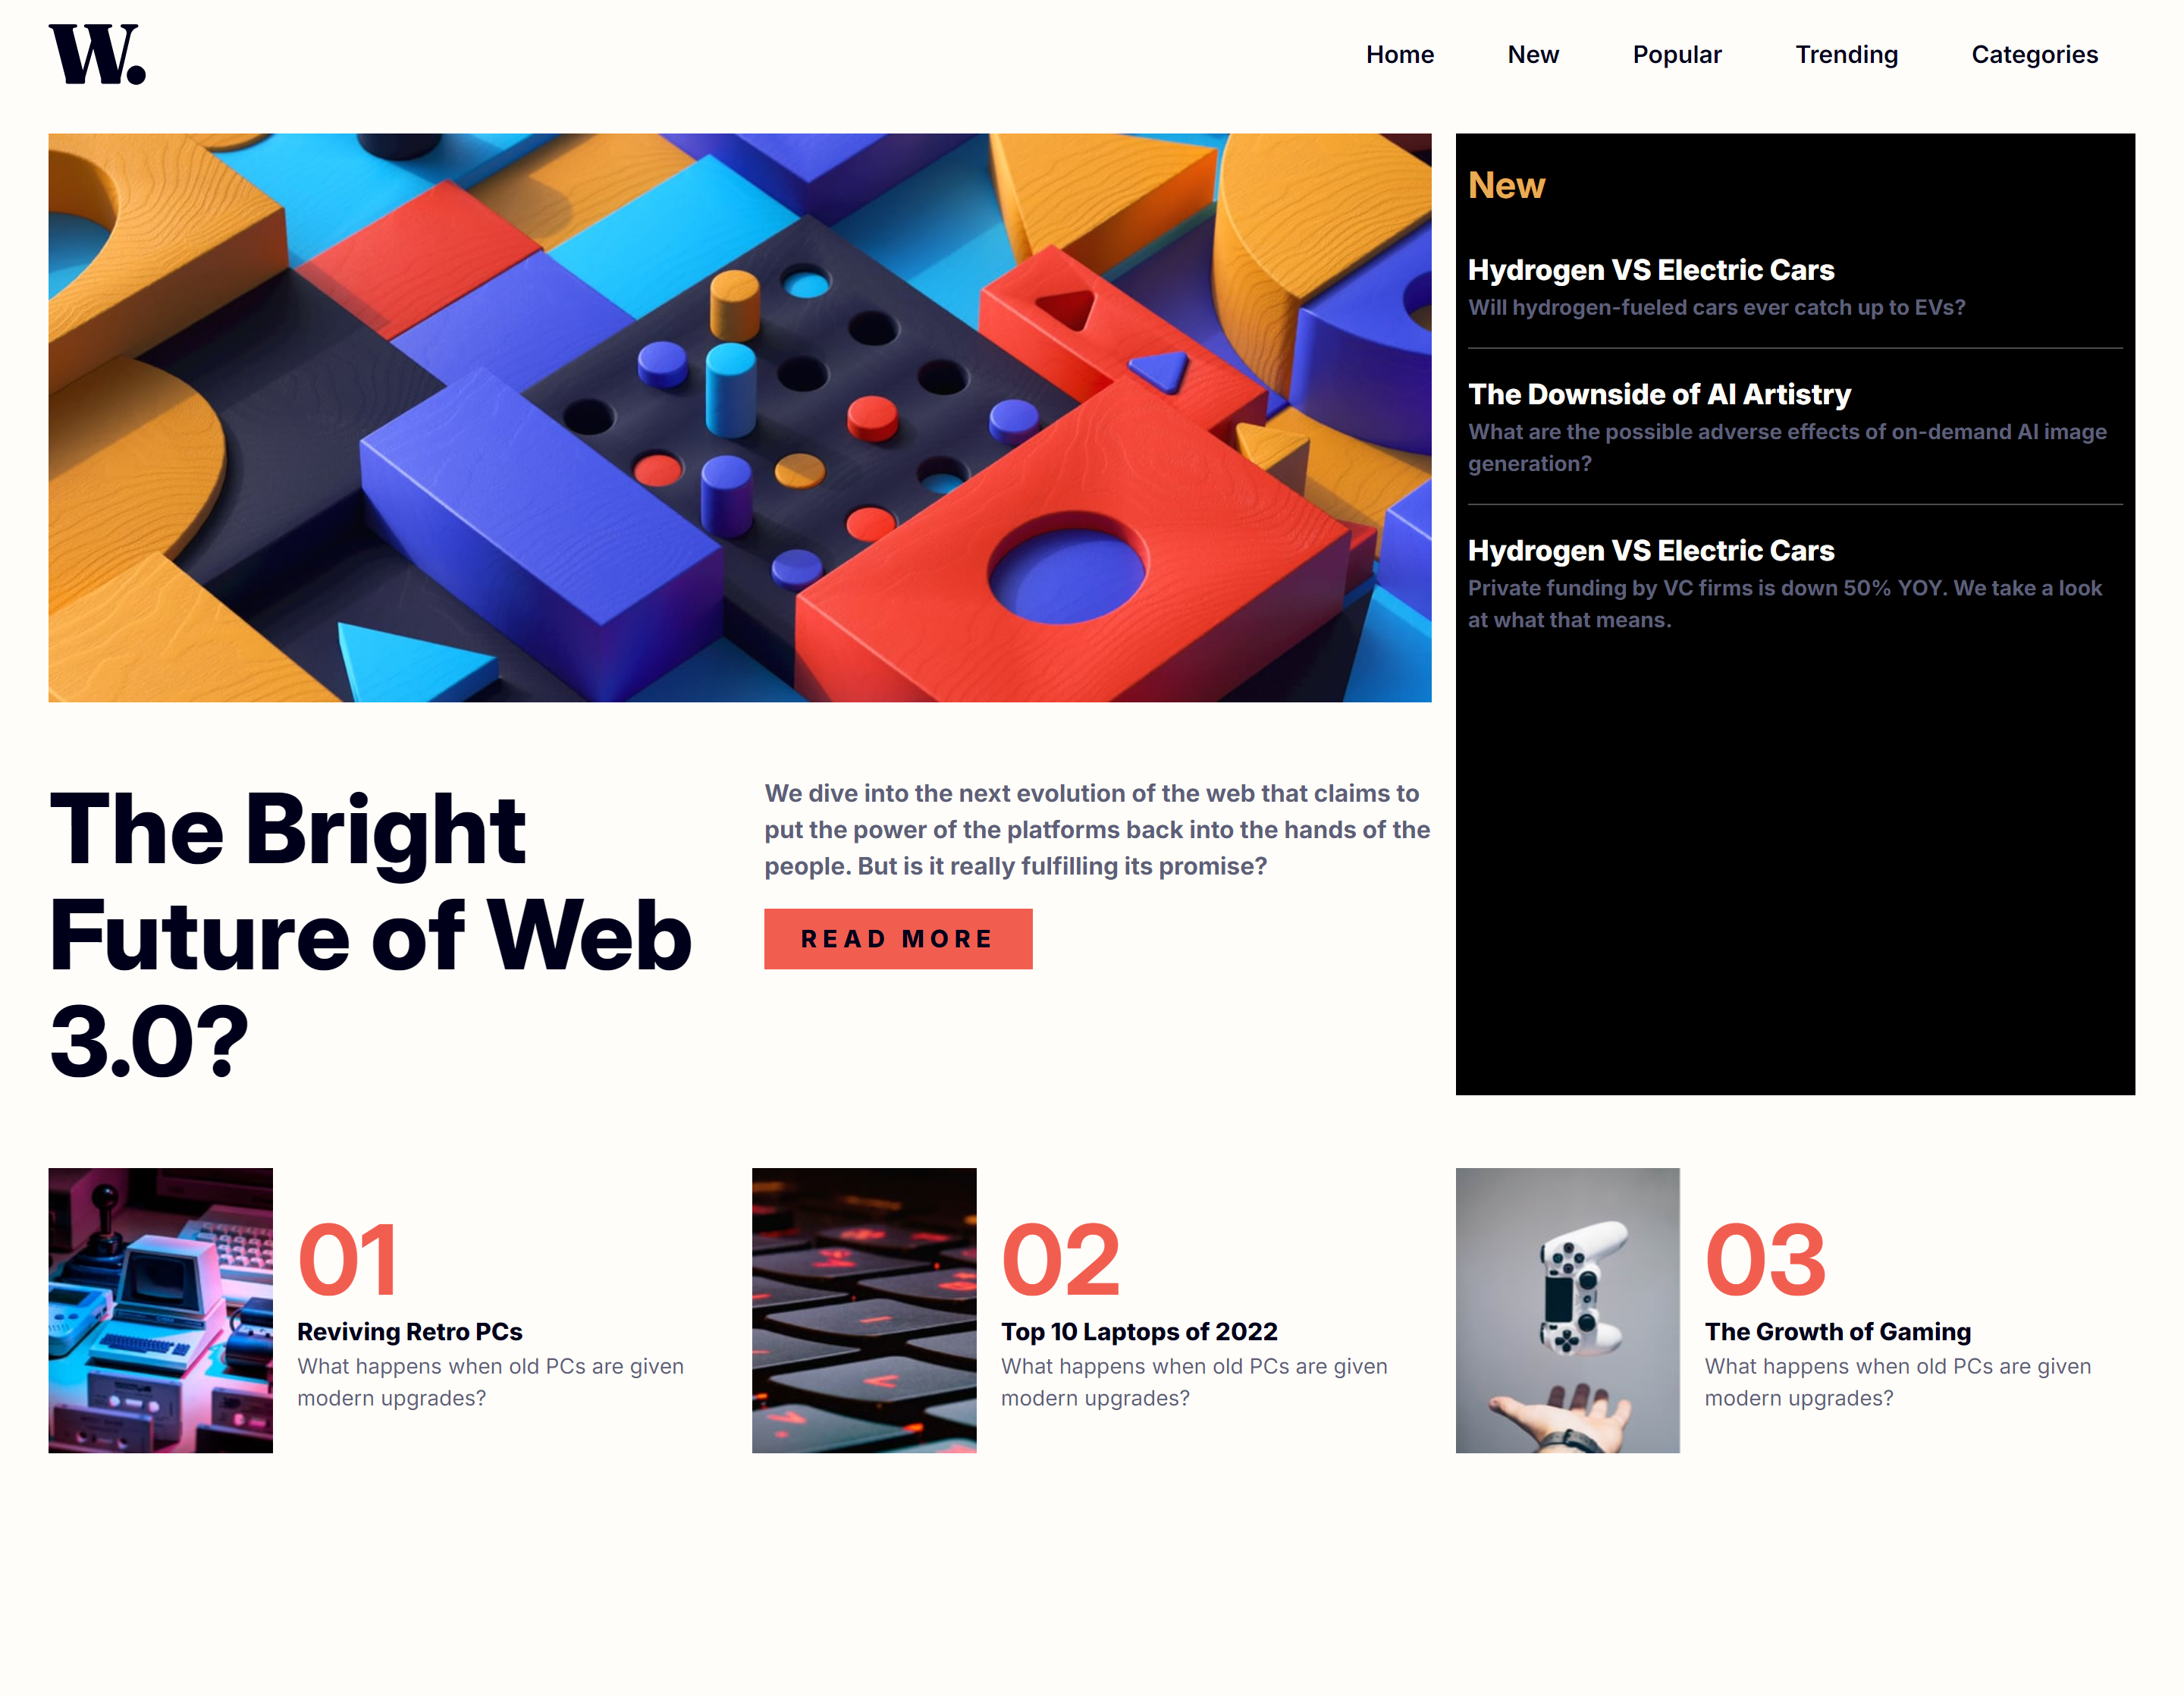 W.
Home New Popular Trending Categories
New
Hydrogen VS Electric Cars
Will hydrogen-fueled cars ever catch up to EVs?
The Downside of AI Artistry
What are the possible adverse effects of on-demand AI image
generation?
Hydrogen VS Electric Cars
Private funding by VC firms is down 50% YOY. We take a look
at what that means.
The Bright
Future of Web
3.0?
We dive into the next evolution of the web that claims to
put the power of the platforms back into the hands of the
people. But is it really fulfilling its promise?
READ MORE
01
Reviving Retro PCs
What happens when old PCs are given
modern upgrades?
02
Top 10 Laptops of 2022
What happens when old PCs are given
modern upgrades?
03
The Growth of Gaming
What happens when old PCs are given
modern upgrades?